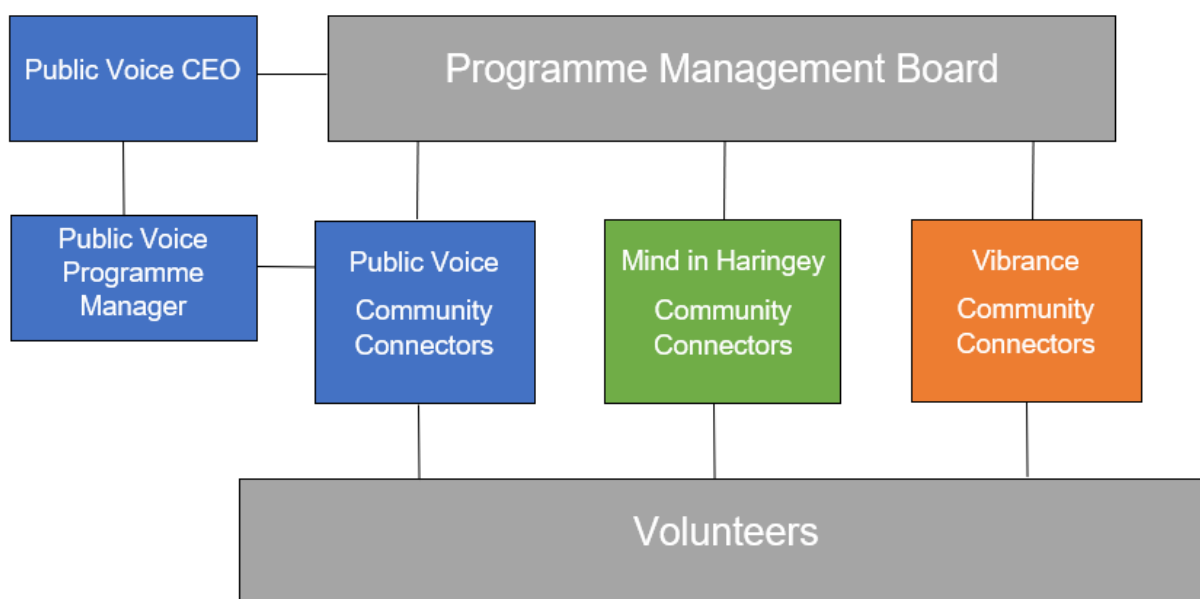 Public Voice CEO
Programme Management Board
Public Voice
Programme
Manager
Public Voice
Community
Connectors
Mind in Haringey
Community
Connectors
Vibrance
Community
Connectors
Volunteers